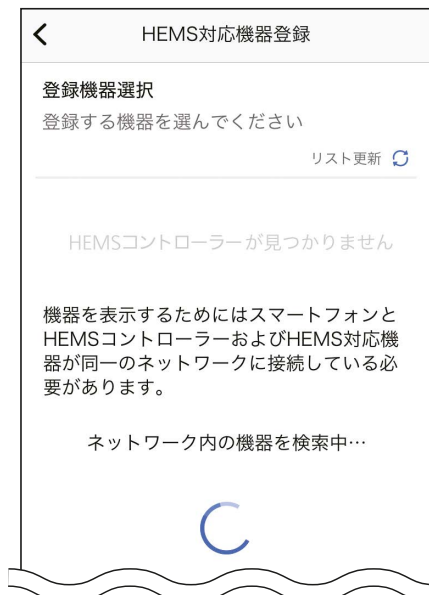 HEMS対応機器登録
登録機器選択
登録する機器を選んでください
リスト更新
HEMSコントローラーが見つかりません
機器を表示するためにはスマートフォンと
HEMSコントローラーおよびHEMS対応機
器が同一のネットワークに接続している必
要があります。
ネットワーク内の機器を検索中…